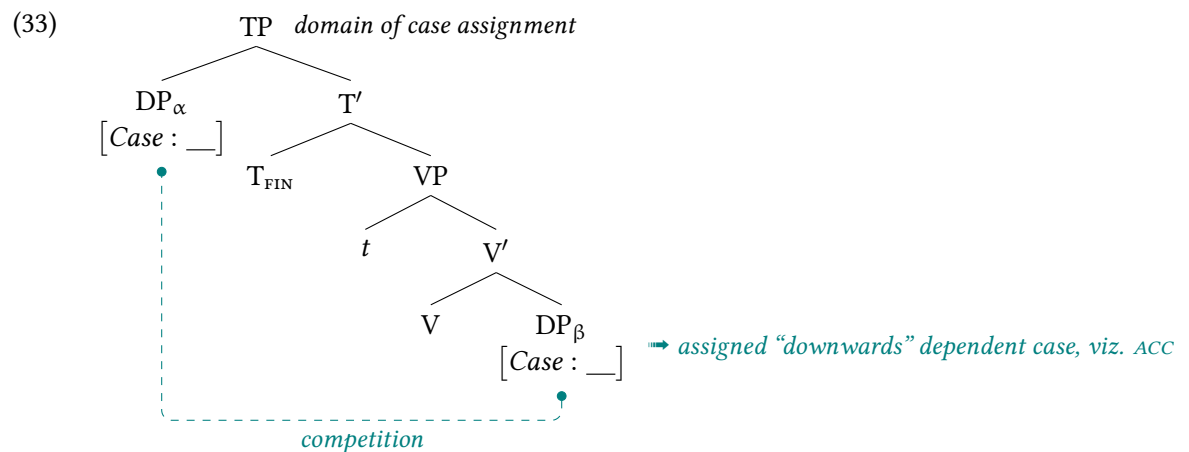 (33) TP domain of case assignment
DPα T′
[Case : __]
T_FIN VP
t V′
V DPβ
[Case : __] ➠ assigned “downwards” dependent case, viz. ACC
competition